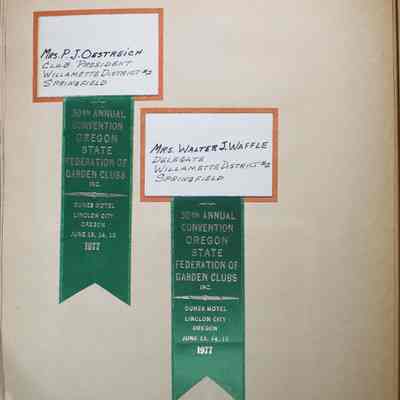 Mrs. P.J. Oestreich
Club President
Willamette District #2
Springfield
50TH ANNUAL
CONVENTION
OREGON
STATE
FEDERATION OF
GARDEN CLUBS
INC.
DUNES MOTEL
LINCLON CITY
OREGON
JUNE 13, 14, 15
1977
Mrs. Walter J. Waffle
Delegate
Willamette District #2
Springfield
50TH ANNUAL
CONVENTION
OREGON
STATE
FEDERATION OF
GARDEN CLUBS
INC.
DUNES MOTEL
LINCLON CITY
OREGON
JUNE 13, 14, 15
1977